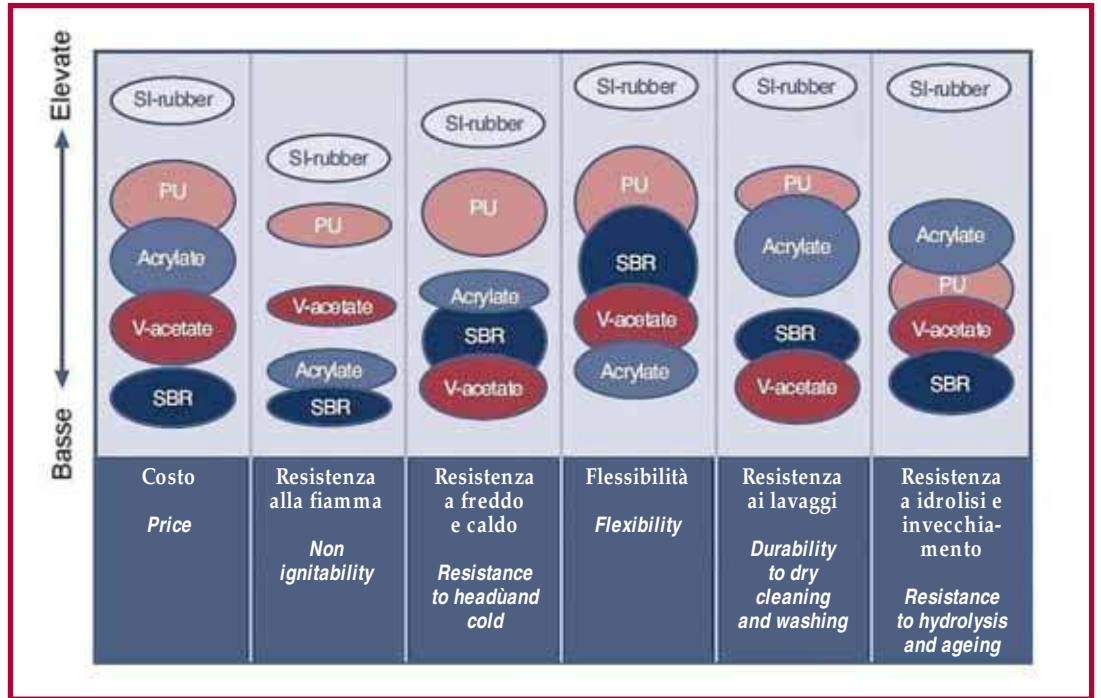 Elevate
Basse
SI-rubber
PU
Acrylate
V-acetate
SBR
Costo
Price
SI-rubber
PU
V-acetate
Acrylate
SBR
Resistenza
alla fiamma
Non
ignitability
SI-rubber
PU
Acrylate
SBR
V-acetate
Resistenza
a freddo
e caldo
Resistance
to headùand
cold
SI-rubber
PU
SBR
V-acetate
Acrylate
Flessibilità
Flexibility
SI-rubber
PU
Acrylate
SBR
V-acetate
Resistenza
ai lavaggi
Durability
to dry
cleaning
and washing
SI-rubber
Acrylate
PU
V-acetate
SBR
Resistenza
a idrolisi e
invecchia-
mento
Resistance
to hydrolysis
and ageing